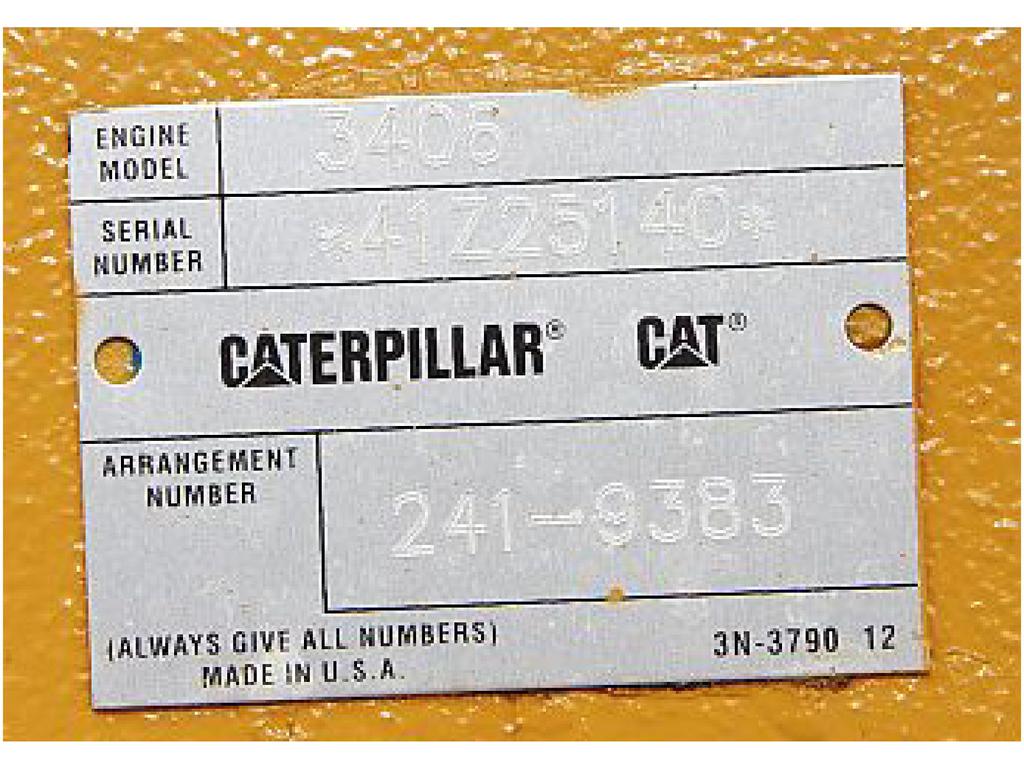 ENGINE
MODEL
3406
SERIAL
NUMBER
*41Z25140*
CATERPILLAR® CAT®
ARRANGEMENT
NUMBER
241-9383
(ALWAYS GIVE ALL NUMBERS)
MADE IN U.S.A.
3N-3790 12